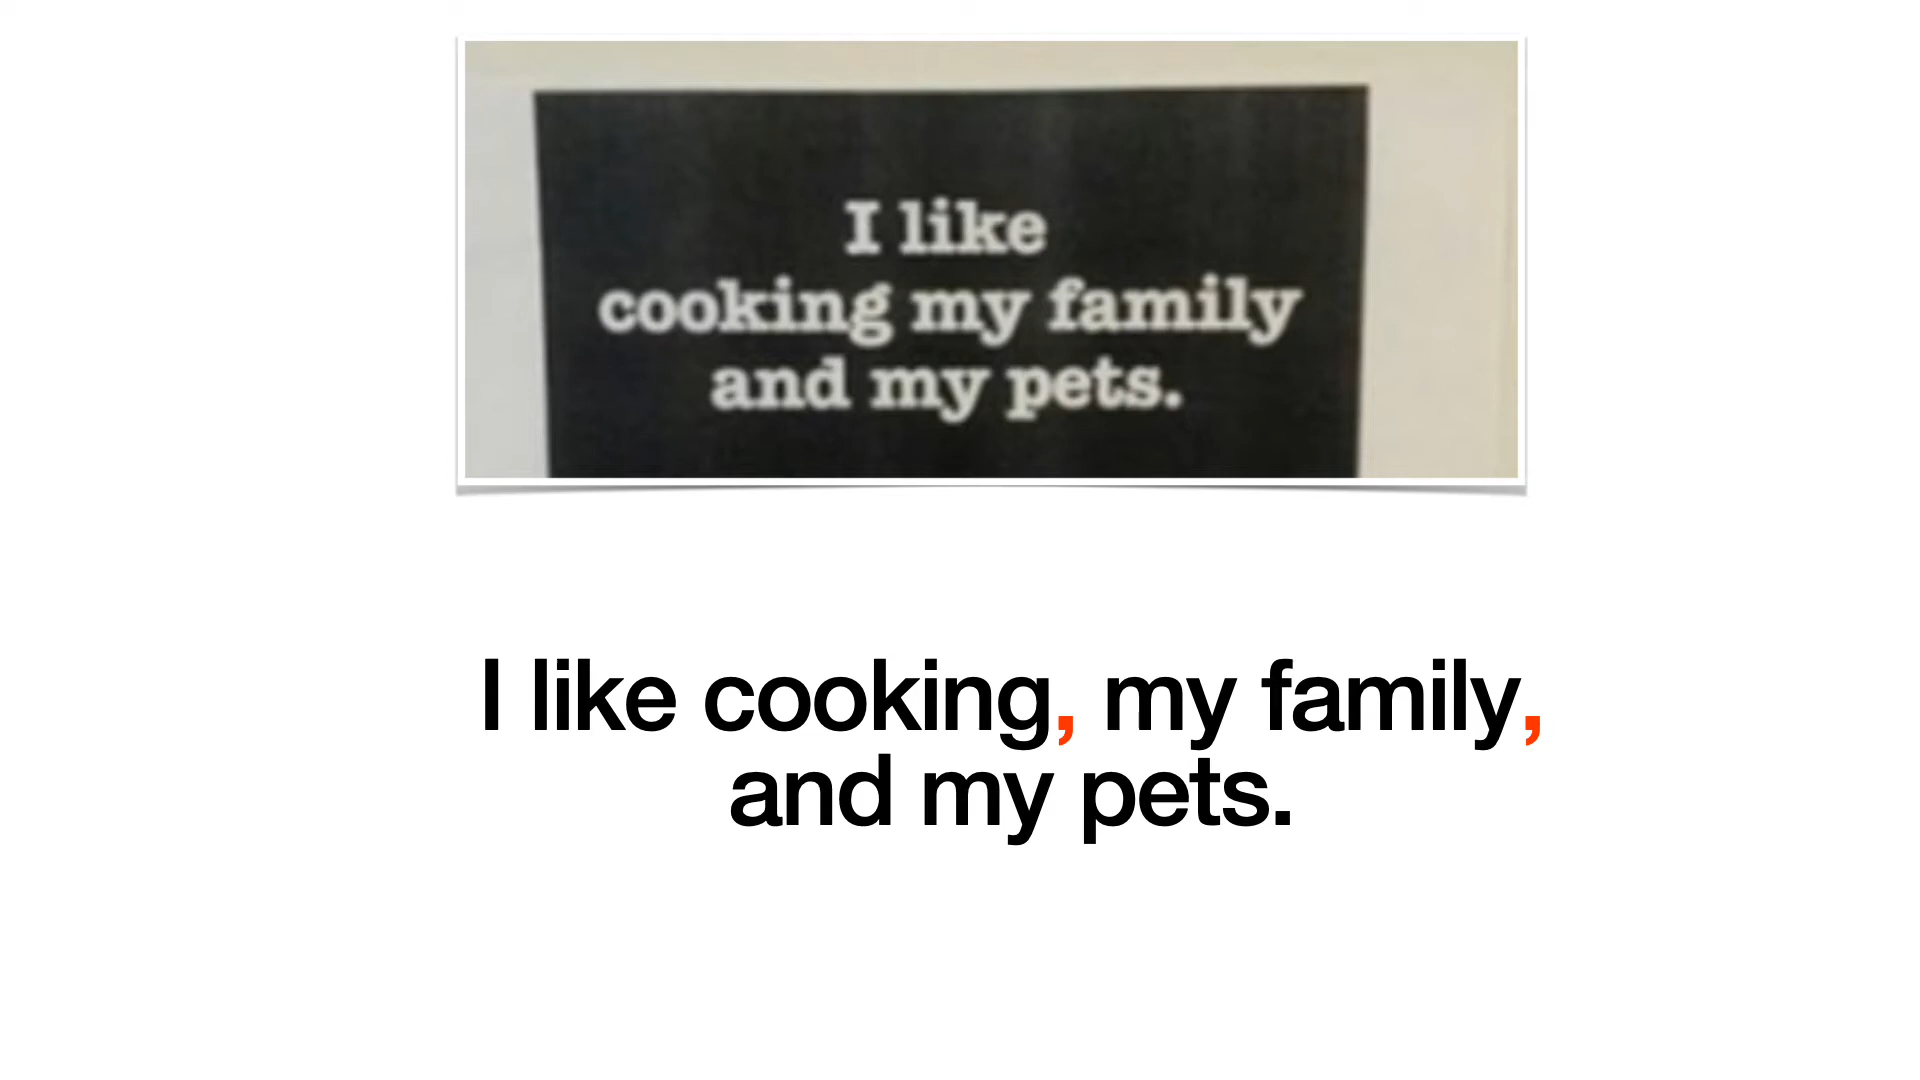 I like
cooking my family
and my pets.
I like cooking, my family,
and my pets.